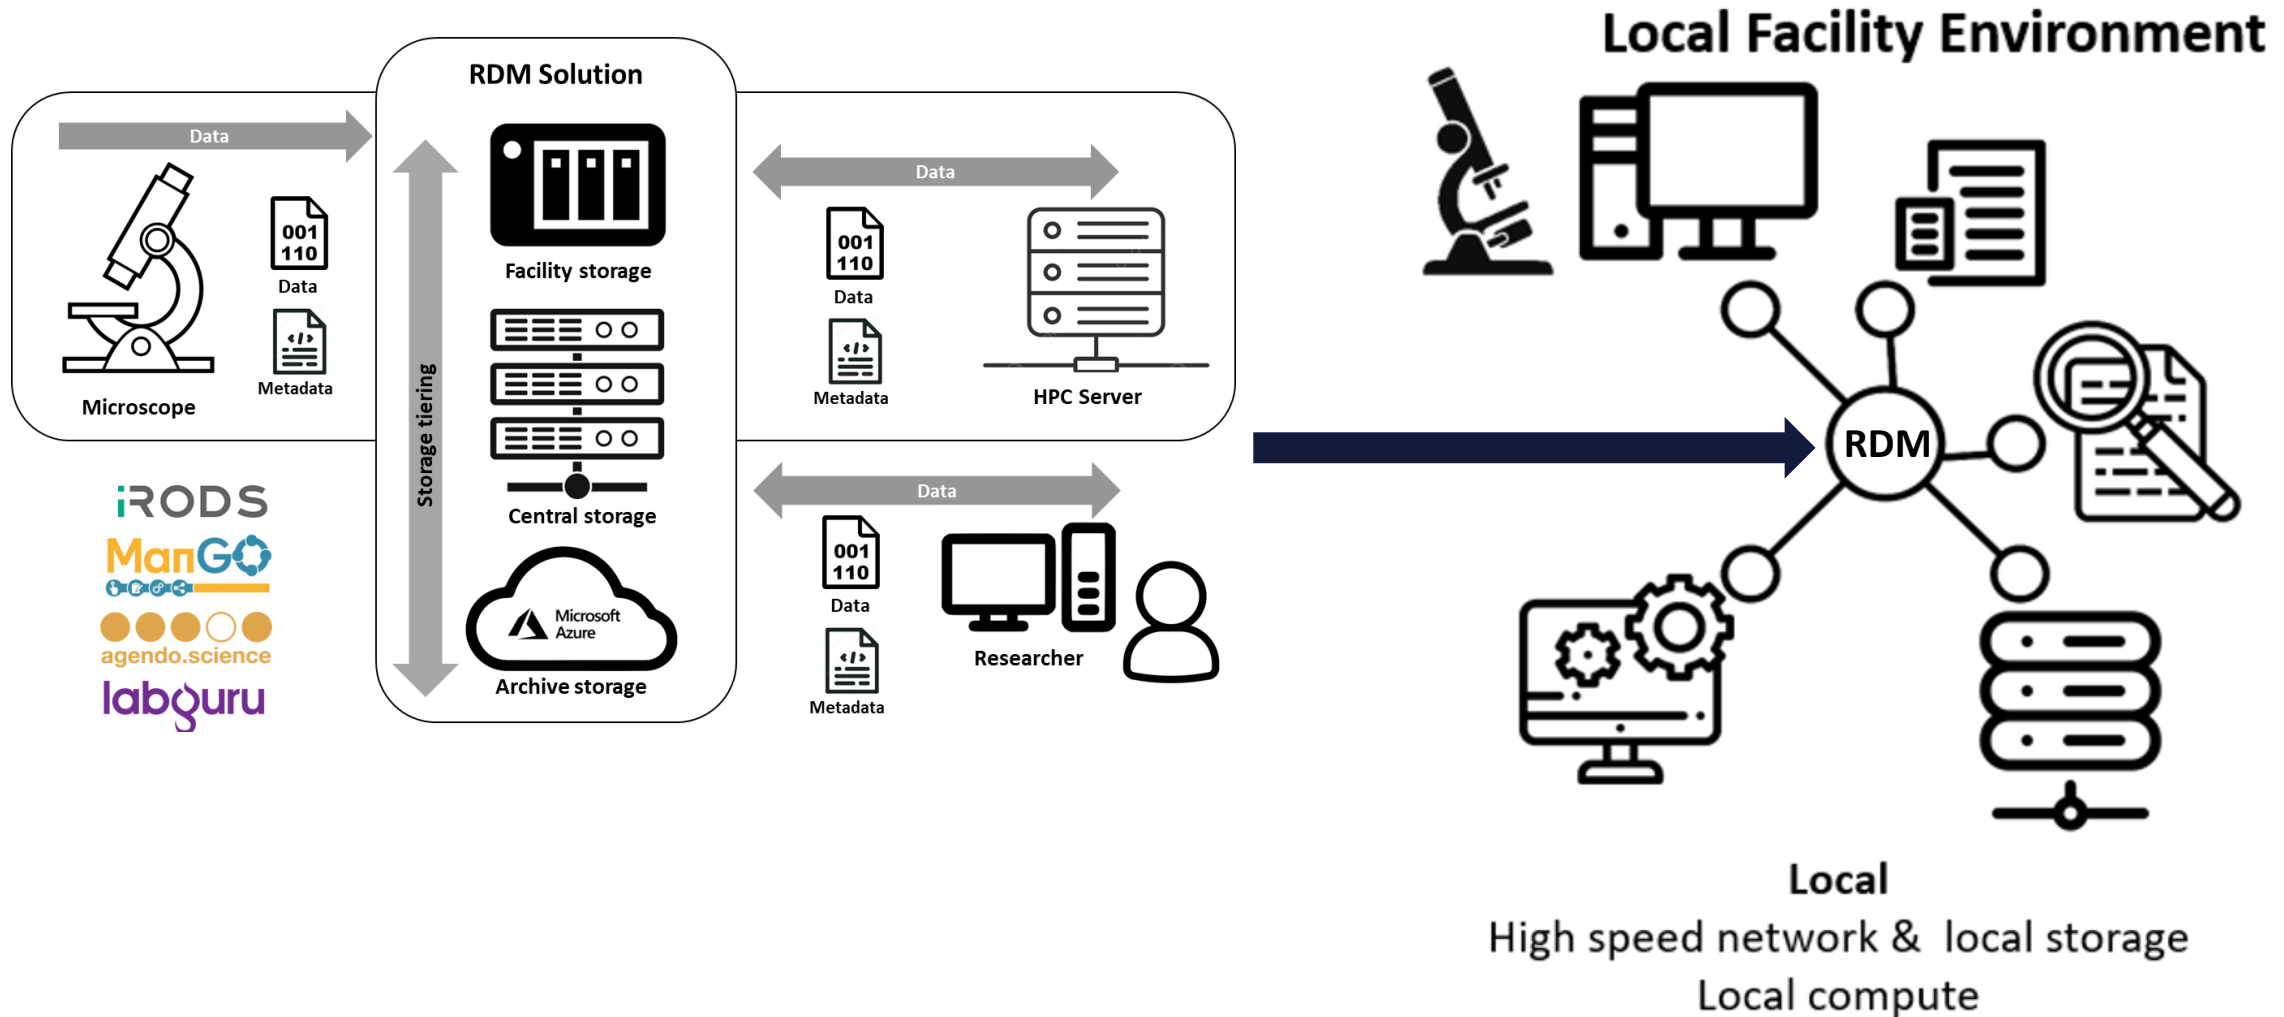 Local Facility Environment
RDM Solution
Data
001
110
Data
</>
Metadata
Microscope
Storage tiering
Facility storage
Central storage
Microsoft
Azure
Archive storage
Data
001
110
Data
</>
Metadata
HPC Server
Data
001
110
Data
</>
Metadata
Researcher
iRODS
ManGO
agendo.science
labguru
RDM
Local
High speed network & local storage
Local compute